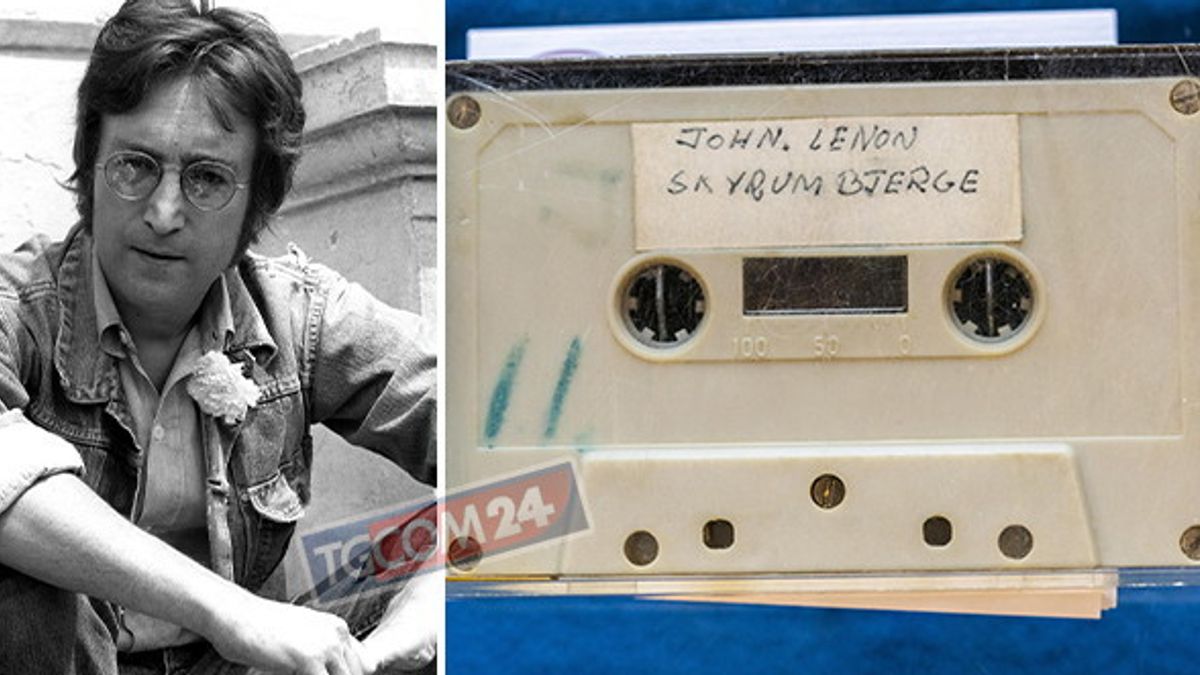 JOHN. LENON
SKYRUM BJERGE
100 50 0
TGCOM24